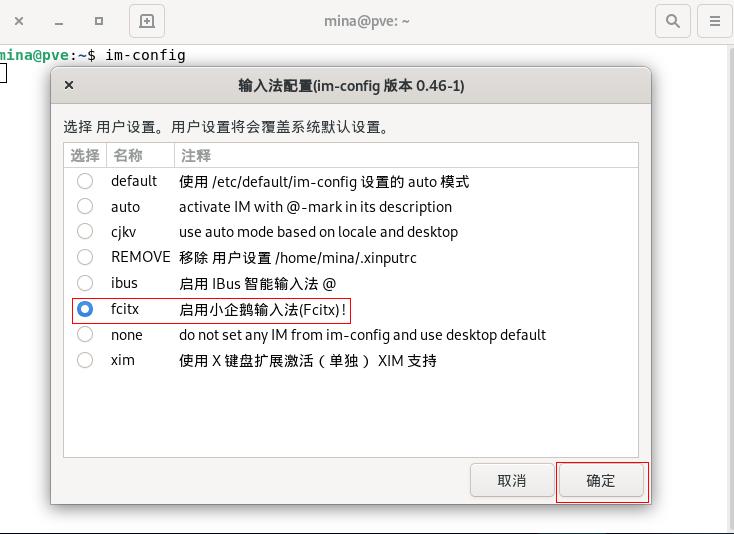 mina@pve: ~
mina@pve:~$ im-config
输入法配置(im-config 版本 0.46-1)
选择 用户设置。用户设置将会覆盖系统默认设置。
选择 名称 注释
default 使用 /etc/default/im-config 设置的 auto 模式
auto activate IM with @-mark in its description
cjkv use auto mode based on locale and desktop
REMOVE 移除 用户设置 /home/mina/.xinputrc
ibus 启用 IBus 智能输入法 @
fcitx 启用小企鹅输入法(Fcitx) !
none do not set any IM from im-config and use desktop default
xim 使用 X 键盘扩展激活（单独） XIM 支持
取消 确定